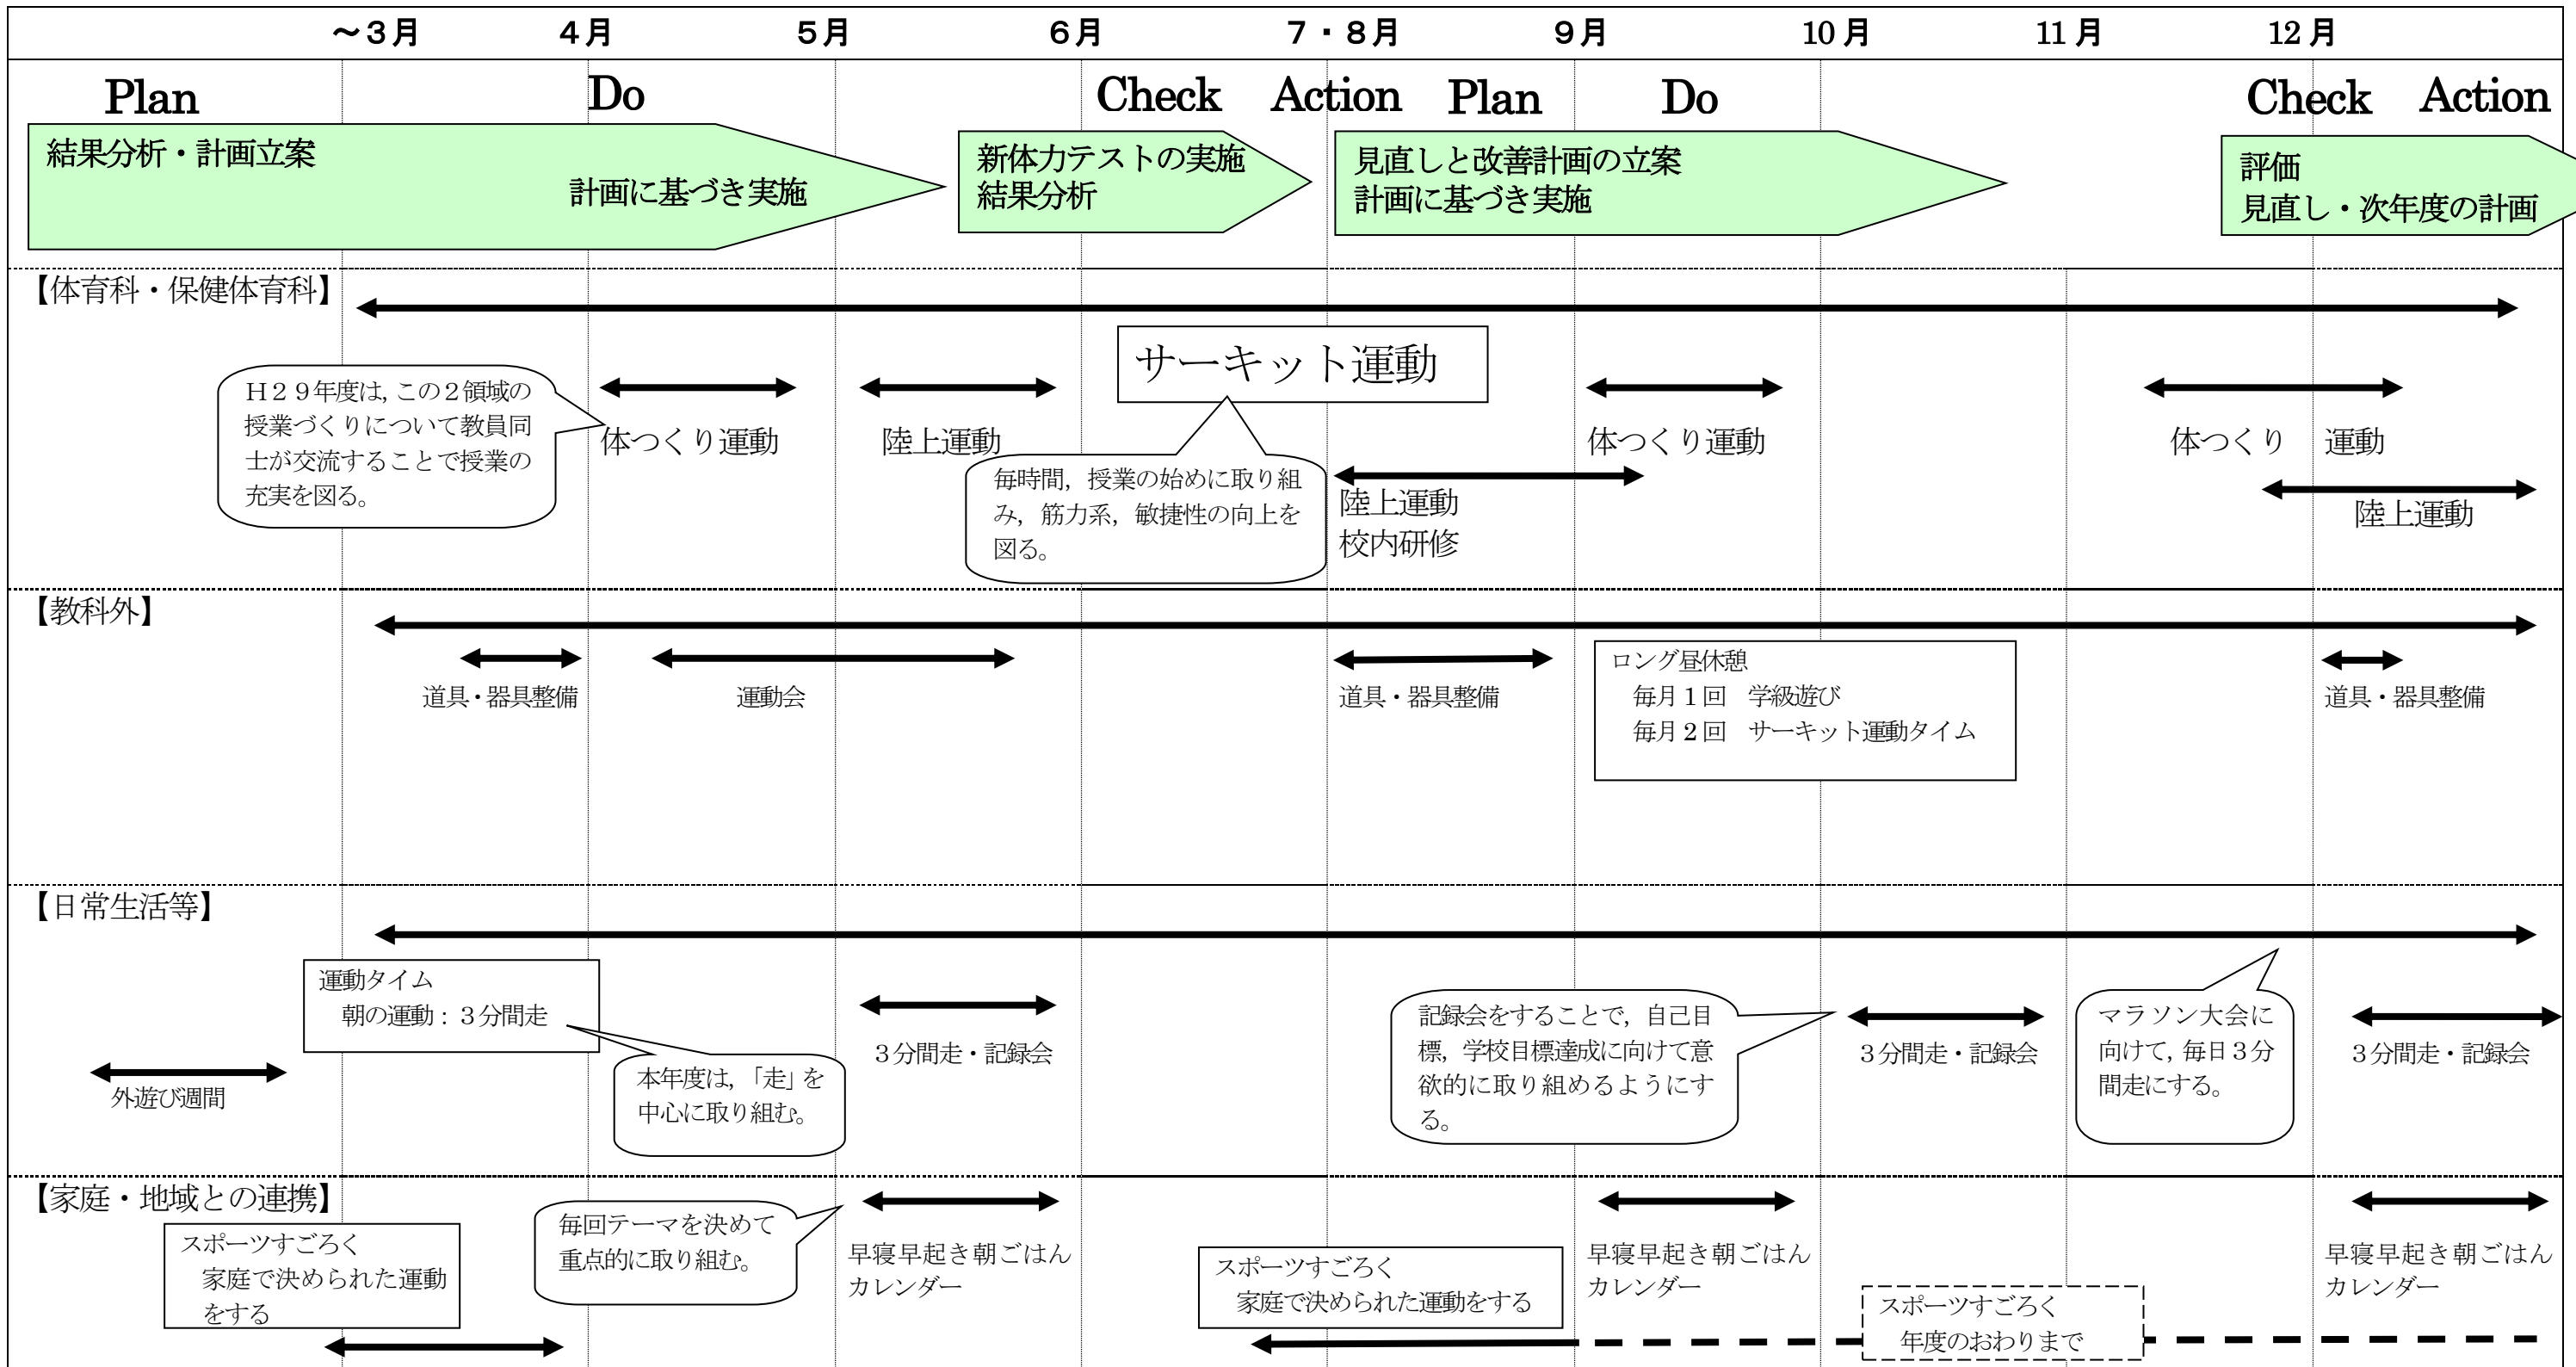 ～３月　４月　５月　６月　７・８月　９月　10月　11月　12月
Plan　Do　Check　Action　Plan　Do　Check　Action
結果分析・計画立案
計画に基づき実施
新体力テストの実施
結果分析
見直しと改善計画の立案
計画に基づき実施
評価
見直し・次年度の計画
【体育科・保健体育科】
サーキット運動
Ｈ２９年度は，この２領域の
授業づくりについて教員同
士が交流することで授業の
充実を図る。
体つくり運動
陸上運動
毎時間，授業の始めに取り組
み，筋力系，敏捷性の向上を
図る。
陸上運動
校内研修
体つくり運動
体つくり　運動
陸上運動
【教科外】
道具・器具整備
運動会
道具・器具整備
ロング昼休憩
毎月１回　学級遊び
毎月２回　サーキット運動タイム
道具・器具整備
【日常生活等】
運動タイム
朝の運動：３分間走
外遊び週間
本年度は，「走」を
中心に取り組む。
３分間走・記録会
記録会をすることで，自己目
標，学校目標達成に向けて意
欲的に取り組めるようにす
る。
３分間走・記録会
マラソン大会に
向けて，毎日３分
間走にする。
３分間走・記録会
【家庭・地域との連携】
スポーツすごろく
家庭で決められた運動
をする
毎回テーマを決めて
重点的に取り組む。
早寝早起き朝ごはん
カレンダー
スポーツすごろく
家庭で決められた運動をする
早寝早起き朝ごはん
カレンダー
スポーツすごろく
年度のおわりまで
早寝早起き朝ごはん
カレンダー